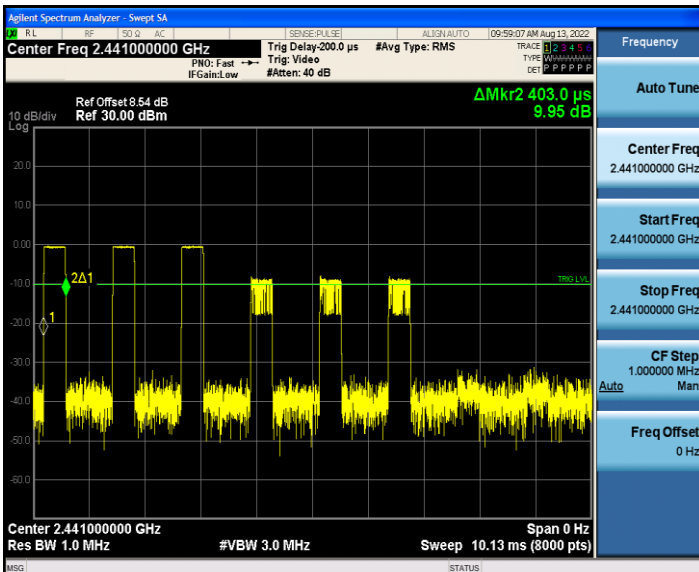 Agilent Spectrum Analyzer - Swept SA
RL RF 50 Ω AC SENSE:PULSE ALIGN AUTO 09:59:07 AM Aug 13, 2022
Center Freq 2.441000000 GHz Trig Delay-200.0 µs #Avg Type: RMS TRACE 1 2 3 4 5 6
PNO: Fast Trig: Video TYPE
IFGain:Low #Atten: 40 dB DET P P P P P P
ΔMkr2 403.0 µs
9.95 dB
Ref Offset 8.54 dB
10 dB/div Ref 30.00 dBm
Log
20.0
10.0
0.00
-10.0
-20.0
-30.0
-40.0
-50.0
-60.0
2Δ1
1
TRIG LVL
Center 2.441000000 GHz Span 0 Hz
Res BW 1.0 MHz #VBW 3.0 MHz Sweep 10.13 ms (8000 pts)
MSG STATUS
Frequency
Auto Tune
Center Freq
2.441000000 GHz
Start Freq
2.441000000 GHz
Stop Freq
2.441000000 GHz
CF Step
1.000000 MHz
Auto Man
Freq Offset
0 Hz